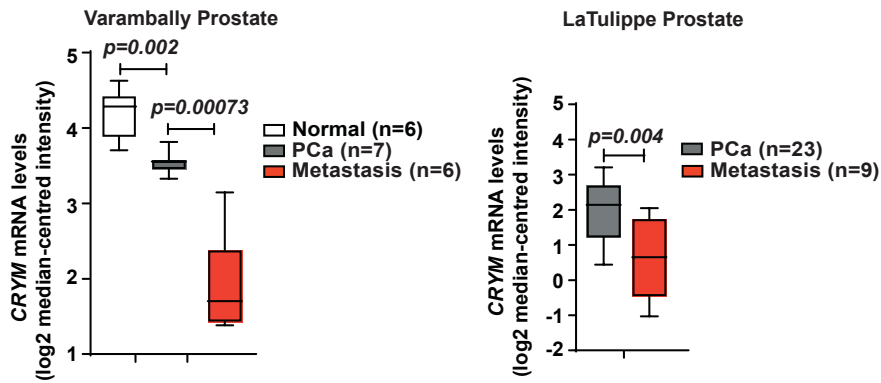 Varambally Prostate
CRYM mRNA levels
(log2 median-centred intensity)
5
4
3
2
1
p=0.002
p=0.00073
Normal (n=6)
PCa (n=7)
Metastasis (n=6)
LaTulippe Prostate
CRYM mRNA levels
(log2 median-centred intensity)
5
4
3
2
1
0
-1
-2
p=0.004
PCa (n=23)
Metastasis (n=9)